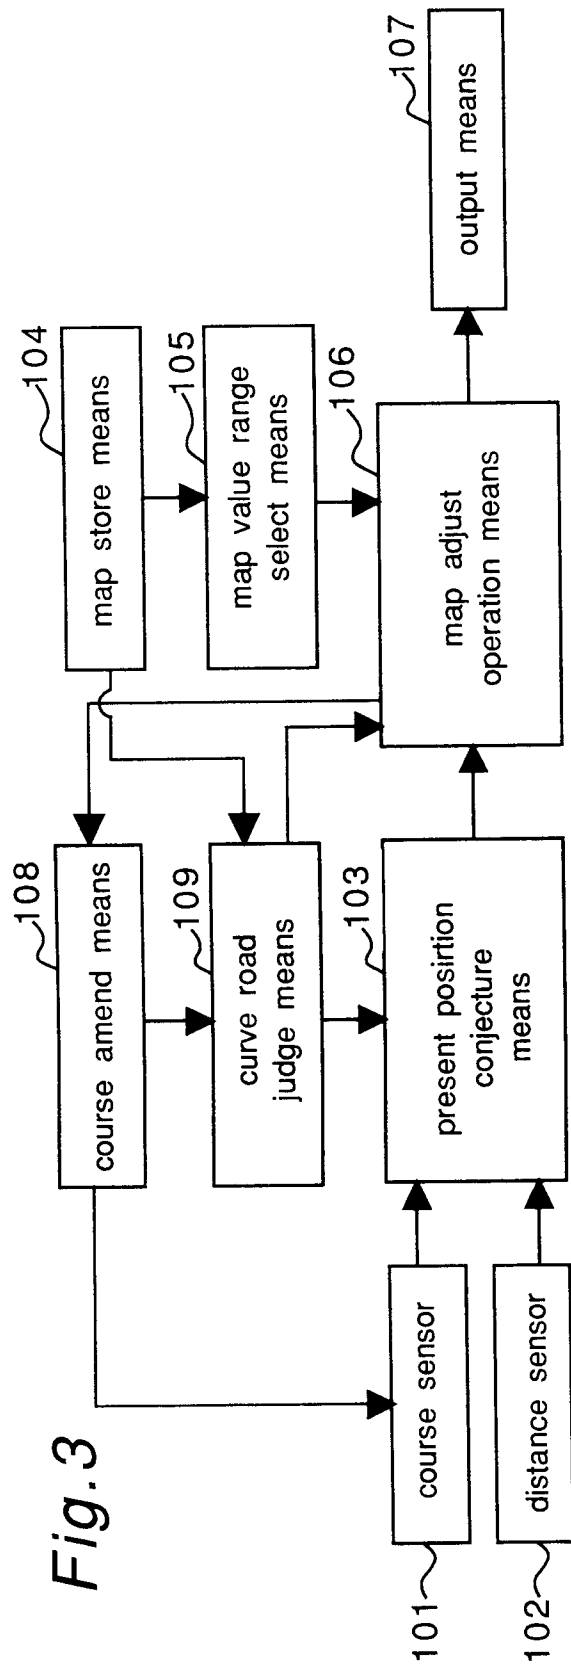 Fig.3
108
course amend means
104
map store means
109
curve road
judge means
105
map value range
select means
101
course sensor
102
distance sensor
103
present posirtion
conjecture
means
106
map adjust
operation means
107
output means